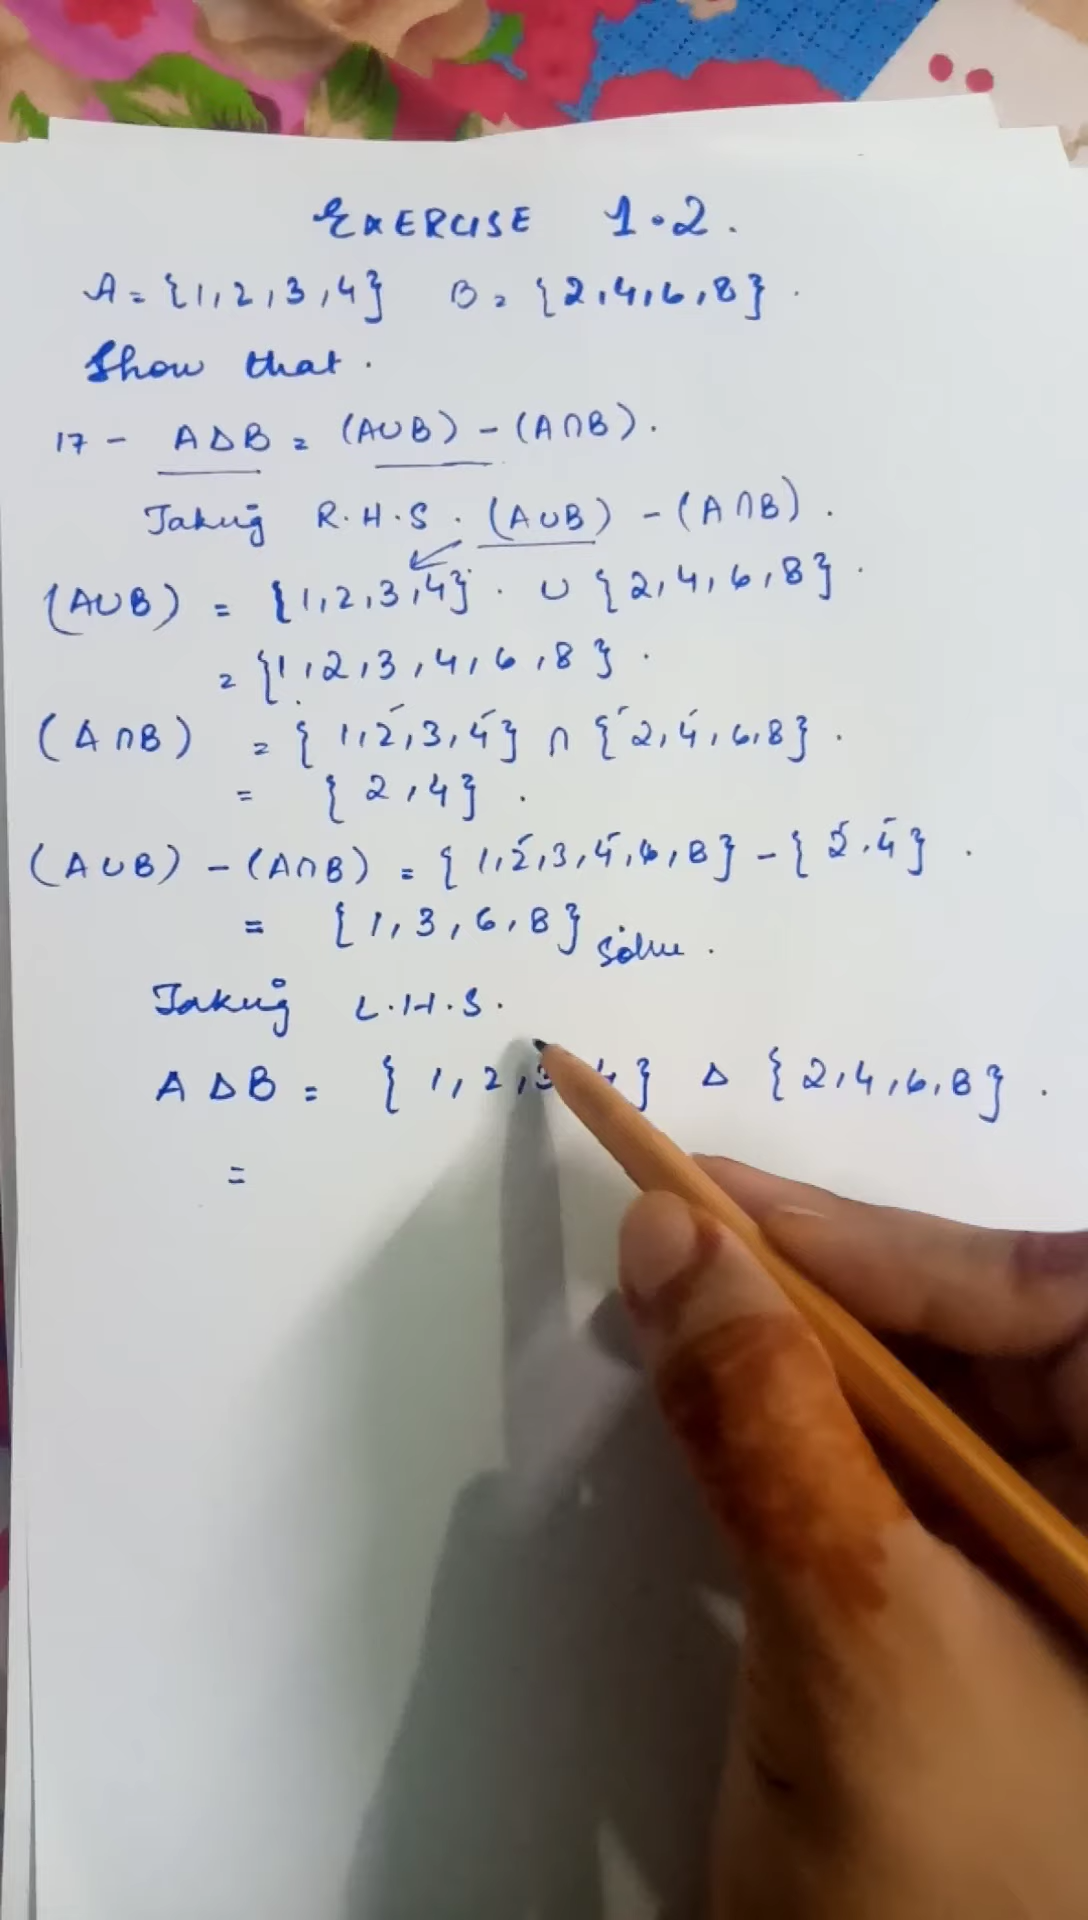 EXERCISE 1.2.
A = {1,2,3,4} B = {2,4,6,8}.
Show that.
17 - A Δ B = (A∪B) - (A∩B).
Taking R.H.S. (A∪B) - (A∩B).
(A∪B) = {1,2,3,4}. ∪ {2,4,6,8}.
= {1,2,3,4,6,8}.
(A∩B) = {1,2,3,4} ∩ {2,4,6,8}.
= {2,4}.
(A∪B) - (A∩B) = {1,2,3,4,6,8} - {2,4}.
= {1,3,6,8}
Taking L.H.S.
A Δ B = {1,2,3,4} Δ {2,4,6,8}.
=